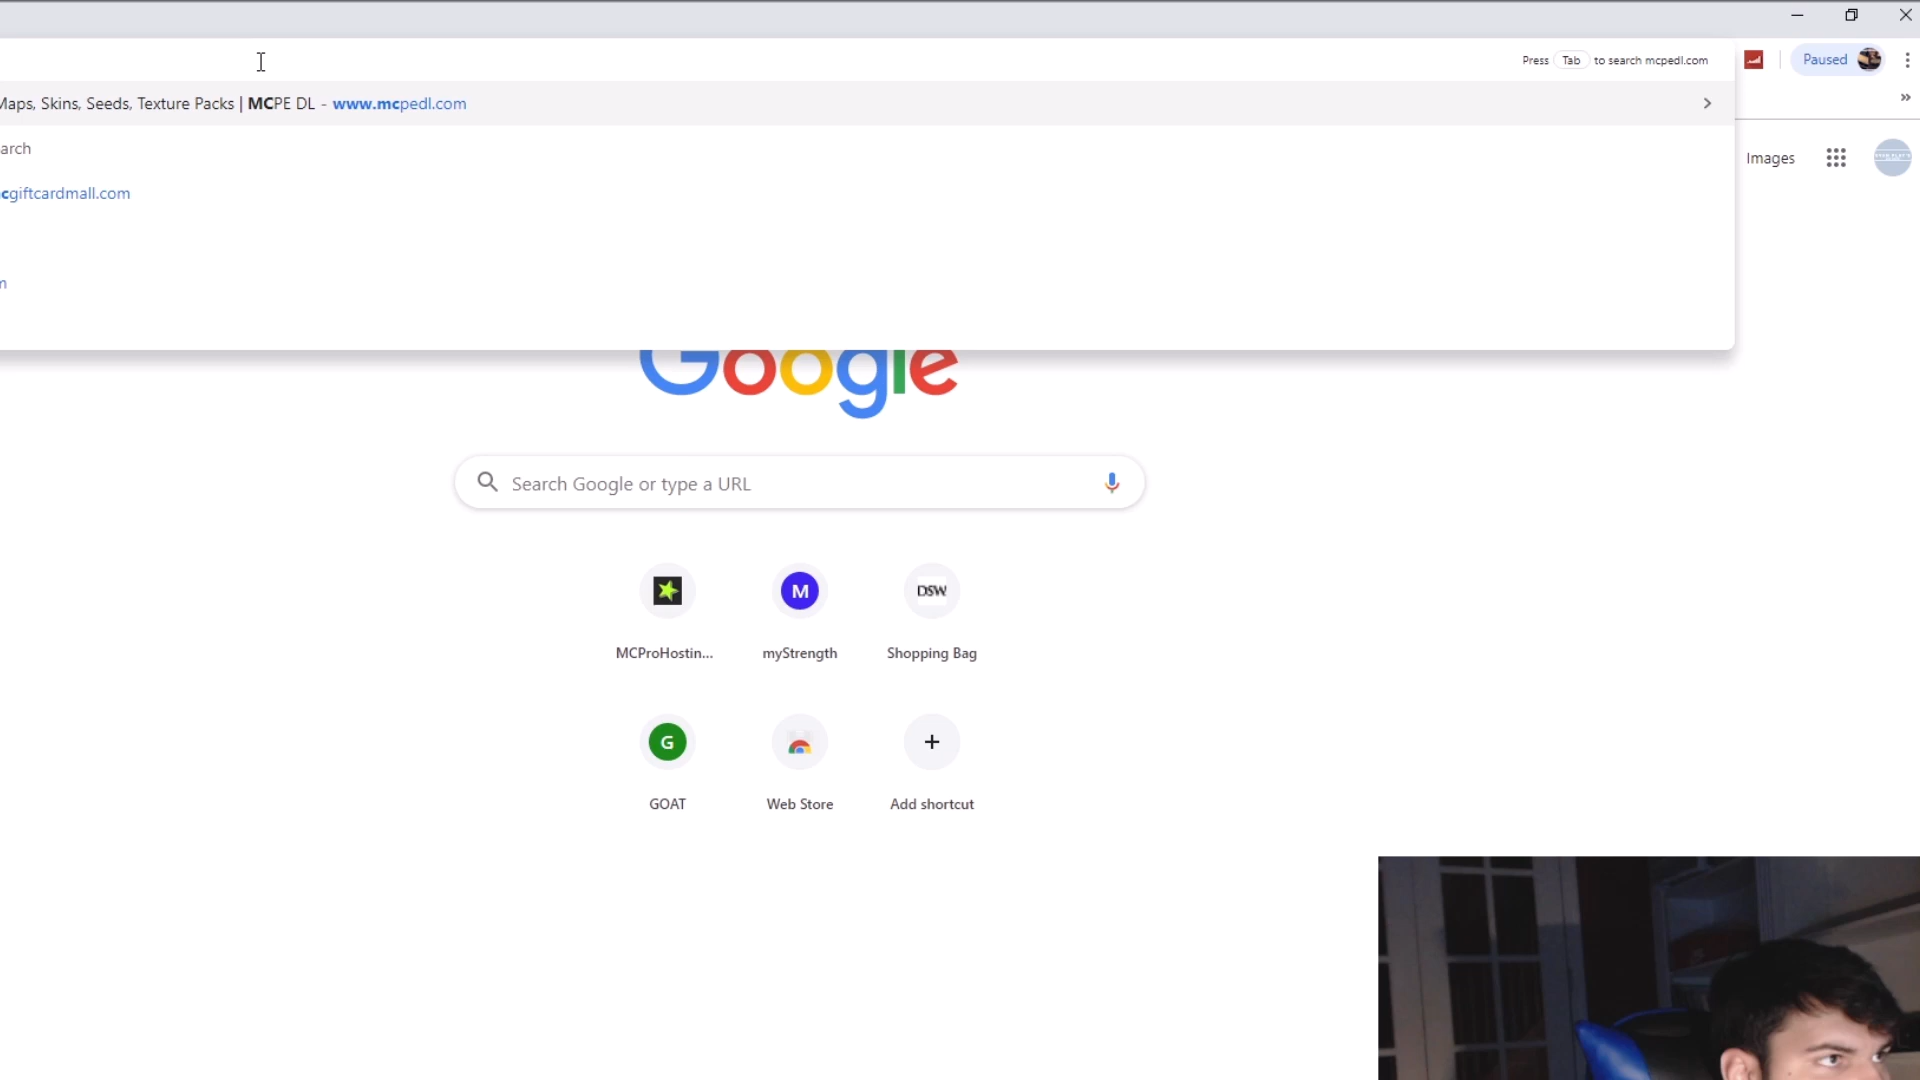 Press Tab to search mcpedl.com
Paused
Maps, Skins, Seeds, Texture Packs | MCPE DL - www.mcpedl.com
»
arch
Images
cgiftcardmall.com
Google
Search Google or type a URL
M
DSW
MCProHostin...
myStrength
Shopping Bag
G
GOAT
Web Store
Add shortcut